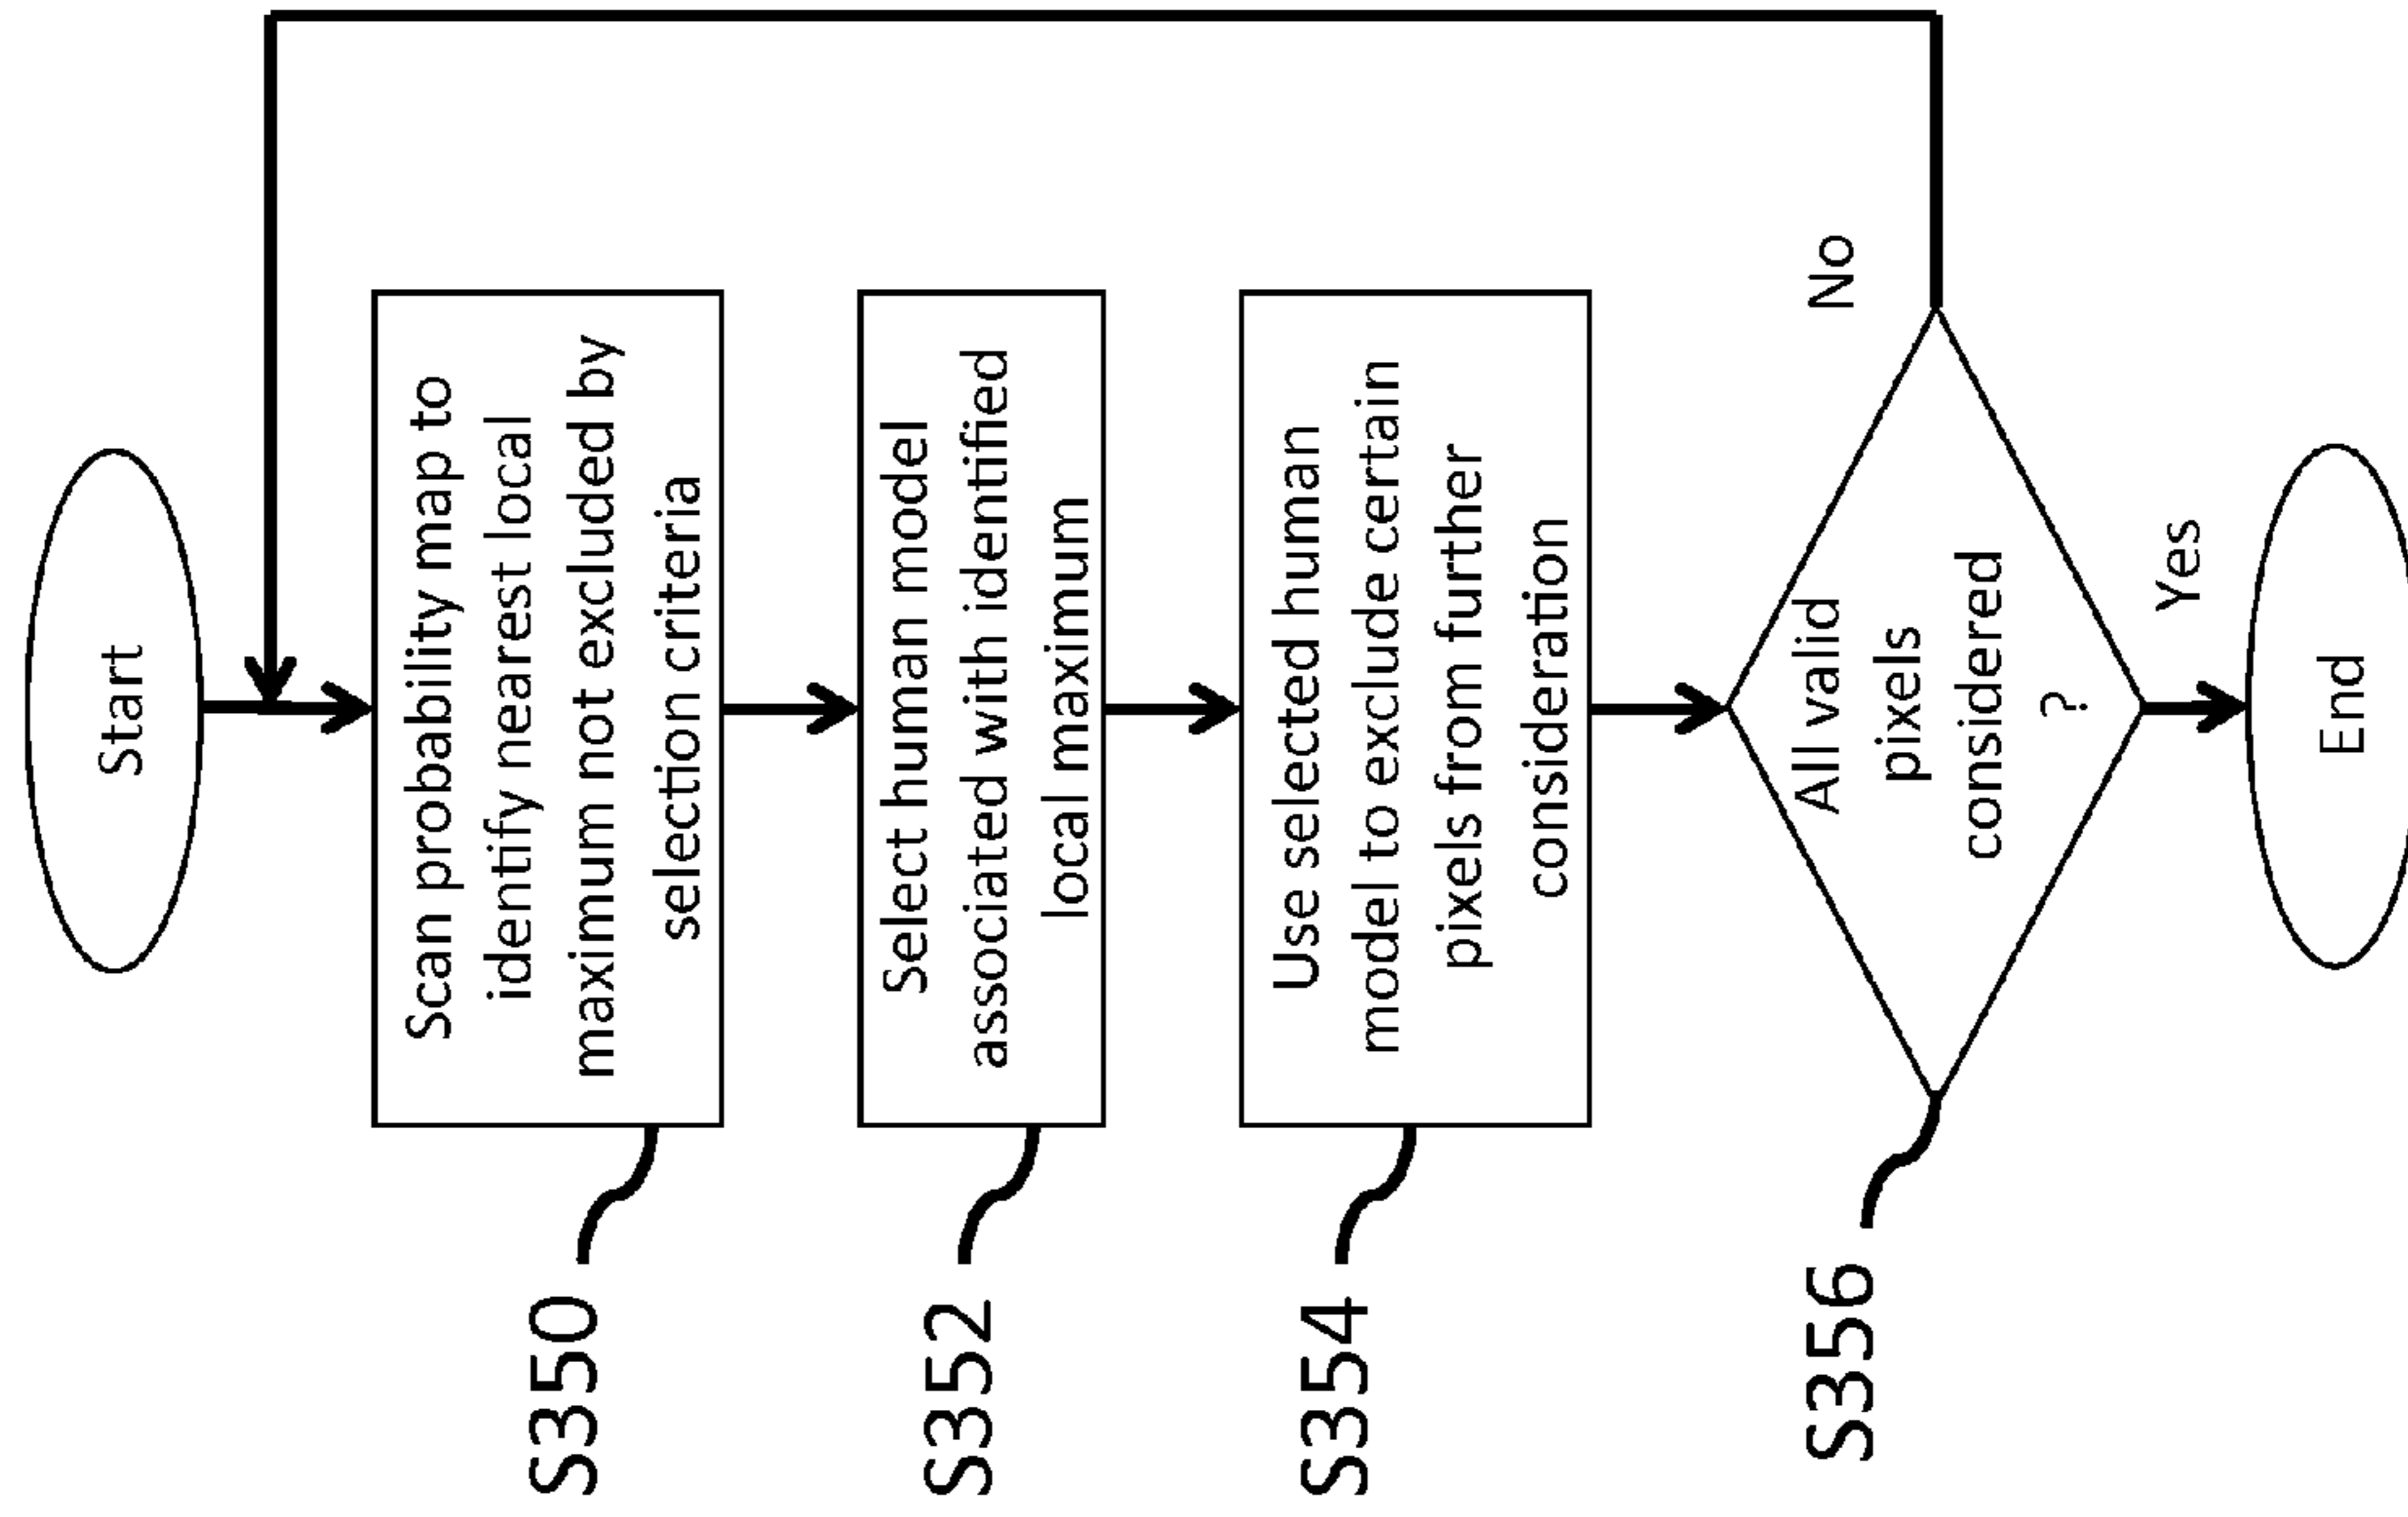 Start
Scan probability map to
identify nearest local
maximum not excluded by
selection criteria
S350
Select human model
associated with identified
local maximum
S352
Use selected human
model to exclude certain
pixels from further
consideration
S354
All valid
pixels
considered
?
No
S356
Yes
End